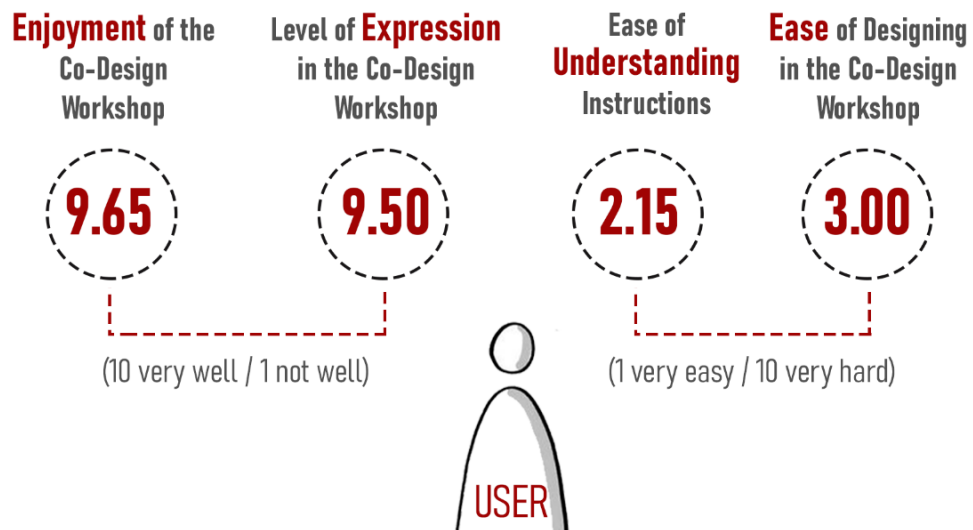 Enjoyment of the
Co-Design
Workshop
9.65
Level of Expression
in the Co-Design
Workshop
9.50
(10 very well / 1 not well)
Ease of
Understanding
Instructions
2.15
Ease of Designing
in the Co-Design
Workshop
3.00
(1 very easy / 10 very hard)
USER